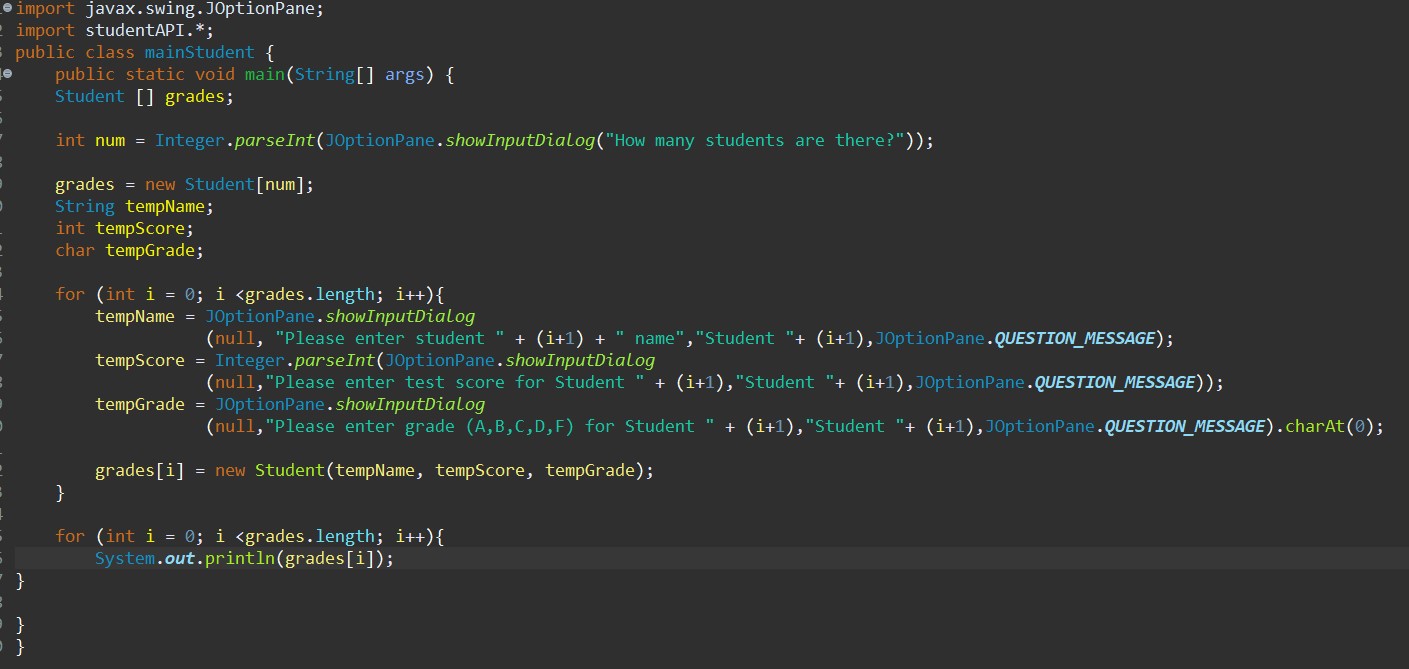 import javax.swing.JOptionPane;
import studentAPI.*;
public class mainStudent {
    public static void main(String[] args) {
    Student [] grades;

    int num = Integer.parseInt(JOptionPane.showInputDialog("How many students are there?"));

    grades = new Student[num];
    String tempName;
    int tempScore;
    char tempGrade;

    for (int i = 0; i <grades.length; i++){
        tempName = JOptionPane.showInputDialog
                   (null, "Please enter student " + (i+1) + " name","Student "+ (i+1),JOptionPane.QUESTION_MESSAGE);
        tempScore = Integer.parseInt(JOptionPane.showInputDialog
                   (null,"Please enter test score for Student " + (i+1),"Student "+ (i+1),JOptionPane.QUESTION_MESSAGE));
        tempGrade = JOptionPane.showInputDialog
                   (null,"Please enter grade (A,B,C,D,F) for Student " + (i+1),"Student "+ (i+1),JOptionPane.QUESTION_MESSAGE).charAt(0);

        grades[i] = new Student(tempName, tempScore, tempGrade);
    }

    for (int i = 0; i <grades.length; i++){
        System.out.println(grades[i]);
}

}
}